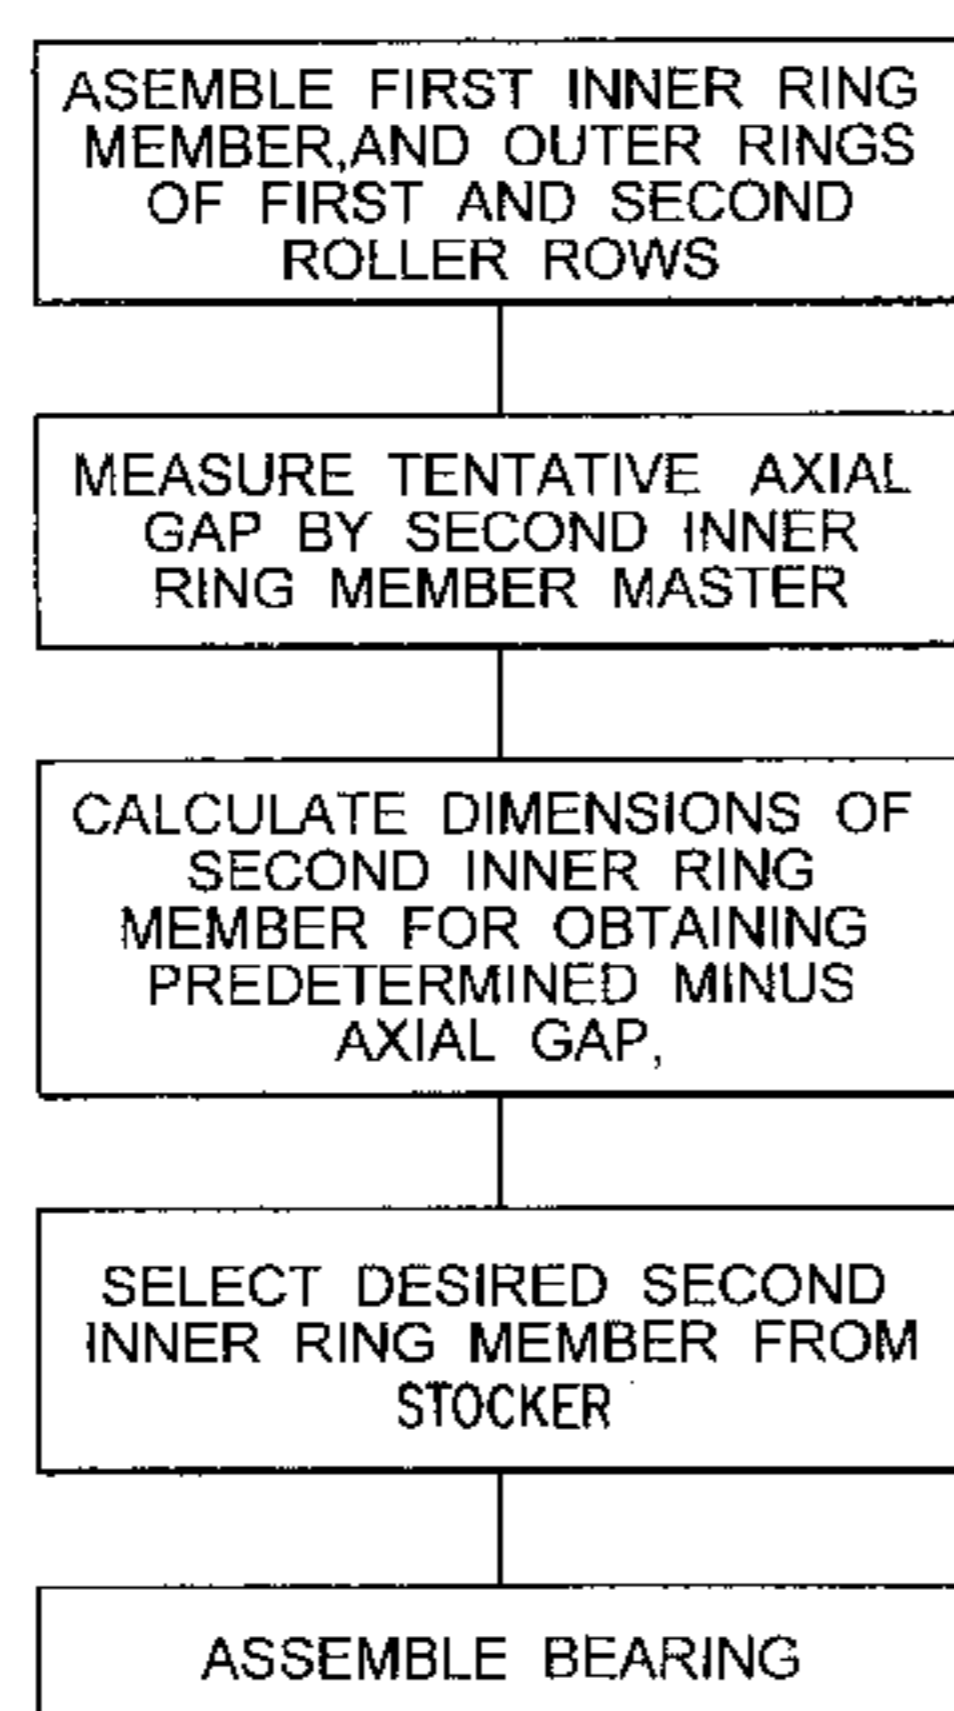 ASEMBLE FIRST INNER RING
MEMBER,AND OUTER RINGS
OF FIRST AND SECOND
ROLLER ROWS
MEASURE TENTATIVE AXIAL
GAP BY SECOND INNER
RING MEMBER MASTER
CALCULATE DIMENSIONS OF
SECOND INNER RING
MEMBER FOR OBTAINING
PREDETERMINED MINUS
AXIAL GAP,
SELECT DESIRED SECOND
INNER RING MEMBER FROM
STOCKER
ASSEMBLE BEARING